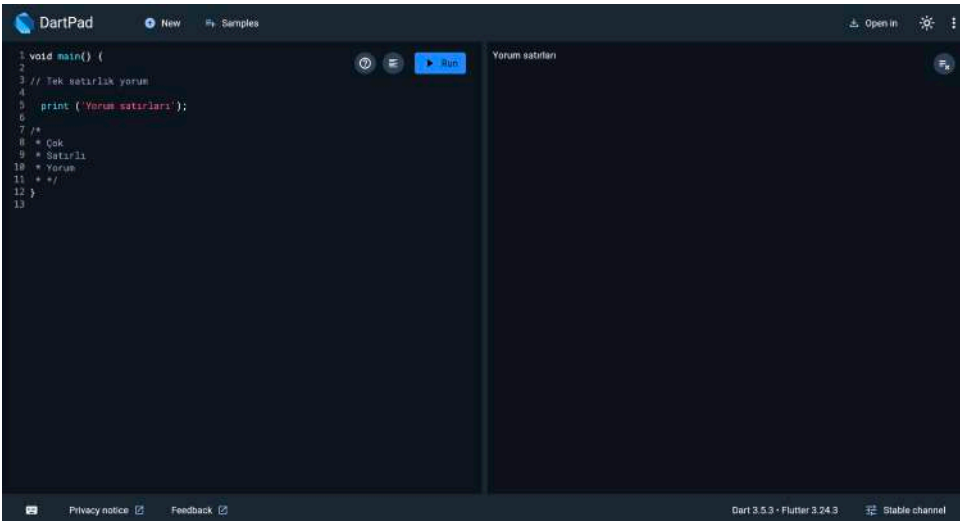 DartPad
New
Samples
Open in
1 void main() {
2
3 // Tek satırlık yorum
4
5 print ('Yorum satırları');
6
7 /*
8 * Çok
9 * Satırlı
10 * Yorum
11 * */
12 }
13
Run
Yorum satırları
Privacy notice
Feedback
Dart 3.5.3 • Flutter 3.24.3
Stable channel